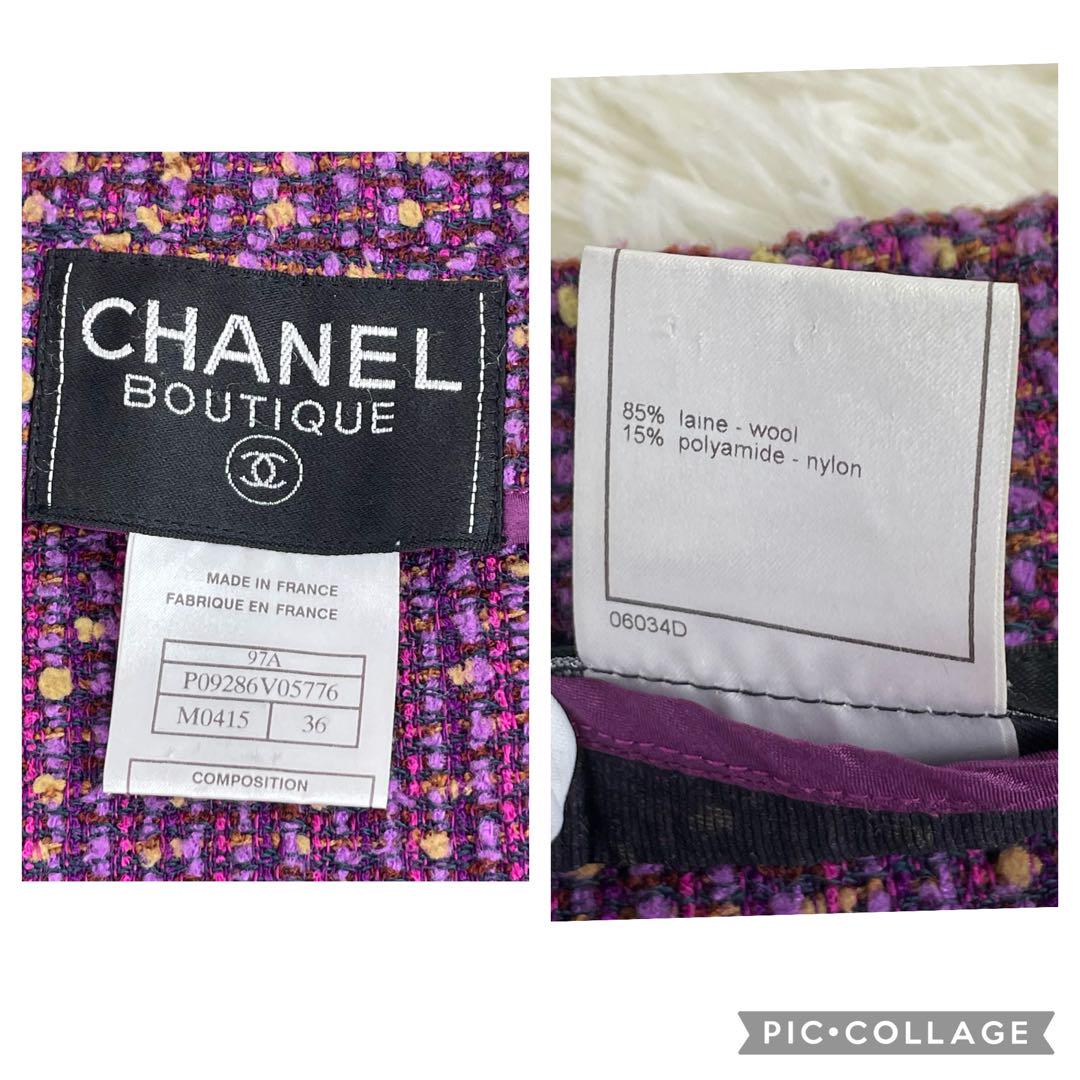 CHANEL
BOUTIQUE
MADE IN FRANCE
FABRIQUE EN FRANCE
97A
P09286V05776
M0415 36
COMPOSITION
85% laine - wool
15% polyamide - nylon
06034D
PIC•COLLAGE